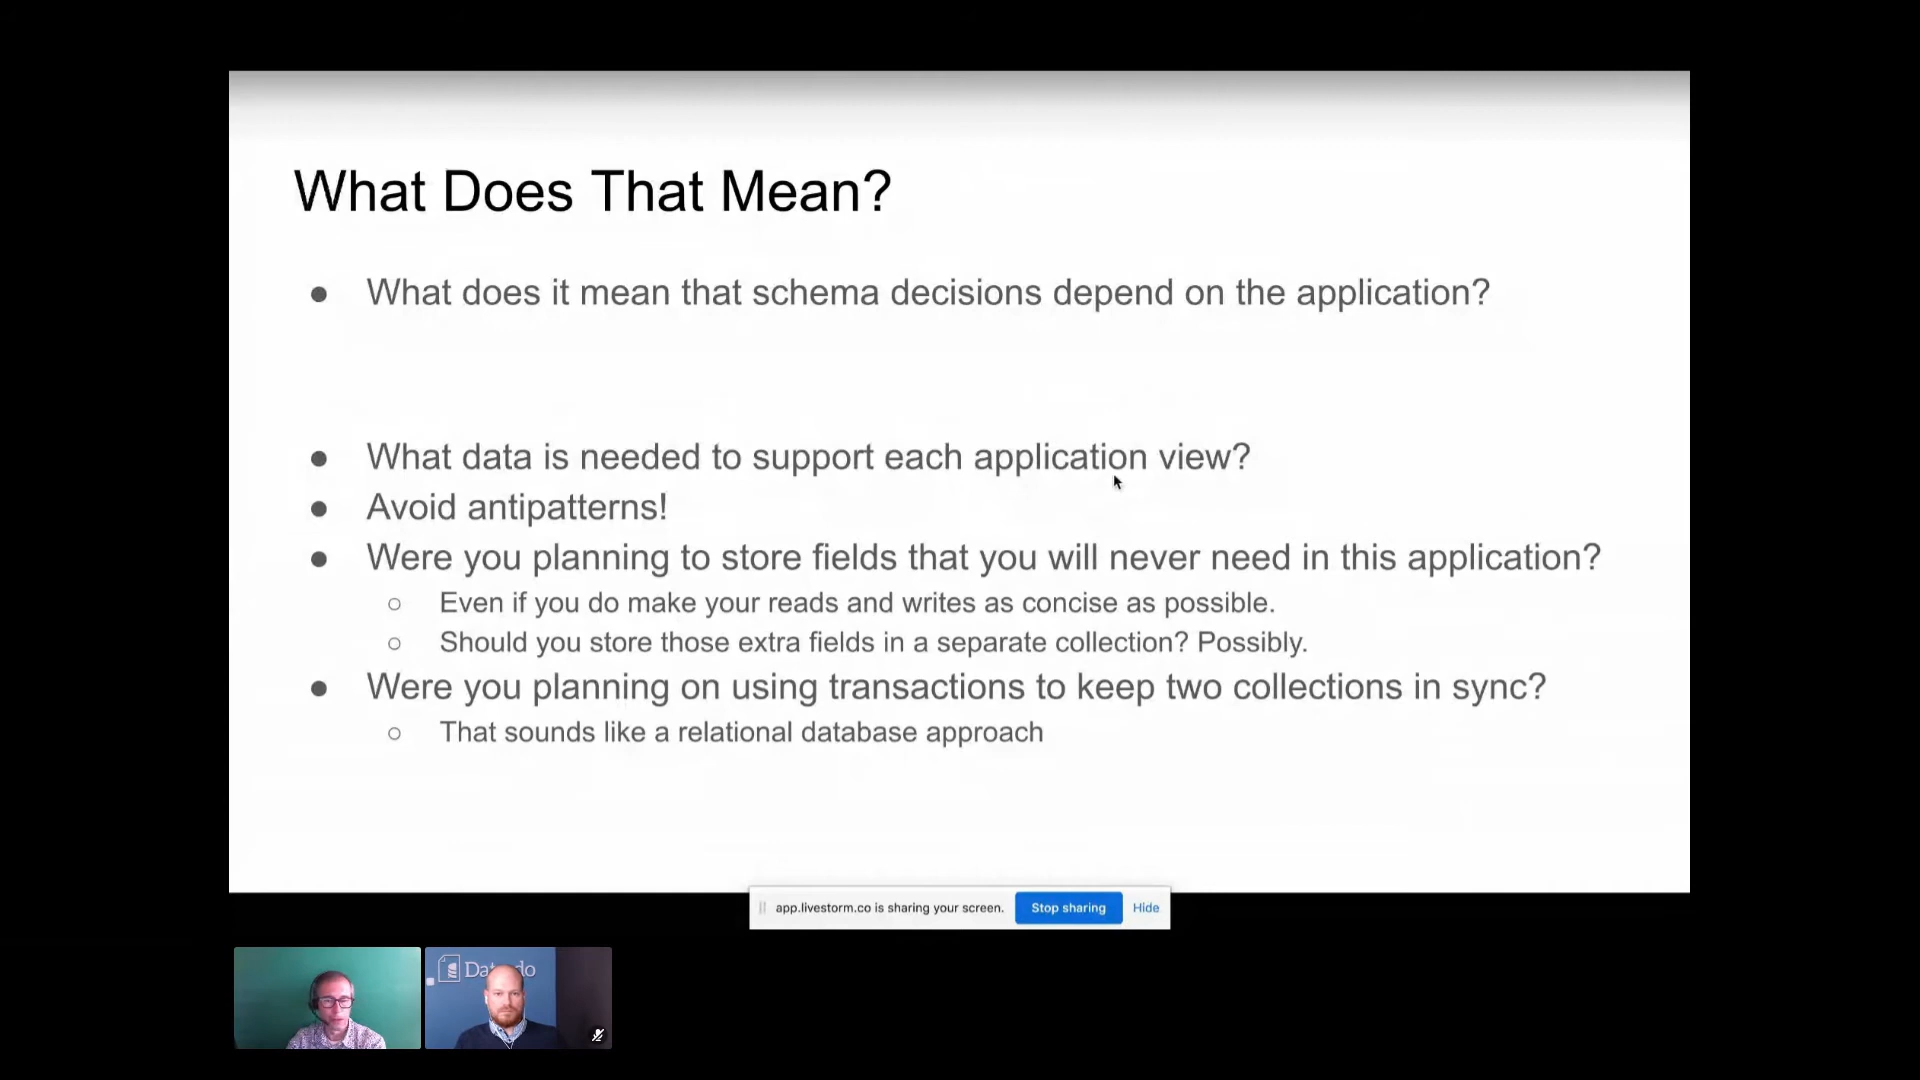 What Does That Mean?
● What does it mean that schema decisions depend on the application?
● What data is needed to support each application view?
● Avoid antipatterns!
● Were you planning to store fields that you will never need in this application?
○ Even if you do make your reads and writes as concise as possible.
○ Should you store those extra fields in a separate collection? Possibly.
● Were you planning on using transactions to keep two collections in sync?
○ That sounds like a relational database approach
app.livestorm.co is sharing your screen. Stop sharing Hide